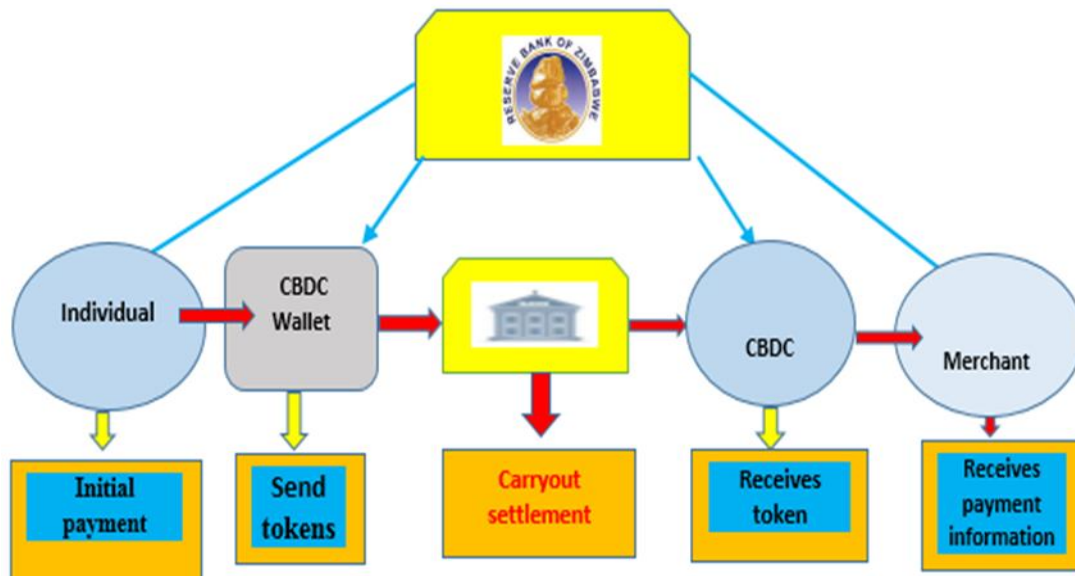 RESERVE BANK OF ZIMBABWE
Individual
CBDC
Wallet
CBDC
Merchant
Initial
payment
Send
tokens
Carryout
settlement
Receives
token
Receives
payment
information